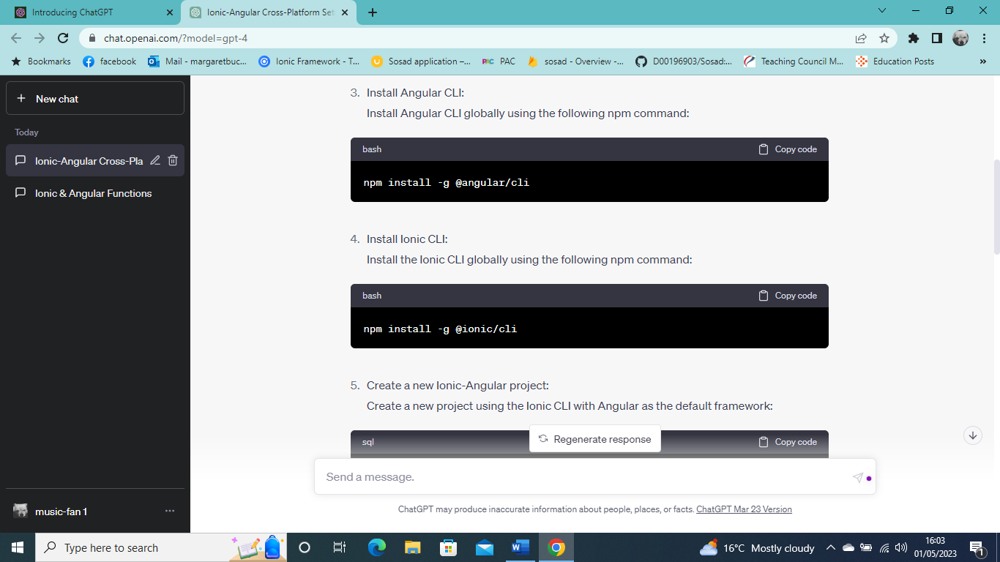 Introducing ChatGPT
Ionic-Angular Cross-Platform Set
chat.openai.com/?model=gpt-4
Bookmarks
facebook
Mail - margaretbuc...
Ionic Framework - T...
Sosad application –...
PAC
PAC
sosad - Overview -...
D00196903/Sosad:...
Teaching Council M...
Education Posts
»
+ New chat
Today
Ionic-Angular Cross-Pla
Ionic & Angular Functions
music-fan 1
3. Install Angular CLI:
Install Angular CLI globally using the following npm command:
bash
Copy code
npm install -g @angular/cli
4. Install Ionic CLI:
Install the Ionic CLI globally using the following npm command:
bash
Copy code
npm install -g @ionic/cli
5. Create a new Ionic-Angular project:
Create a new project using the Ionic CLI with Angular as the default framework:
sql
Copy code
Regenerate response
Send a message.
ChatGPT may produce inaccurate information about people, places, or facts. ChatGPT Mar 23 Version
Type here to search
16°C Mostly cloudy
16:03
01/05/2023
1